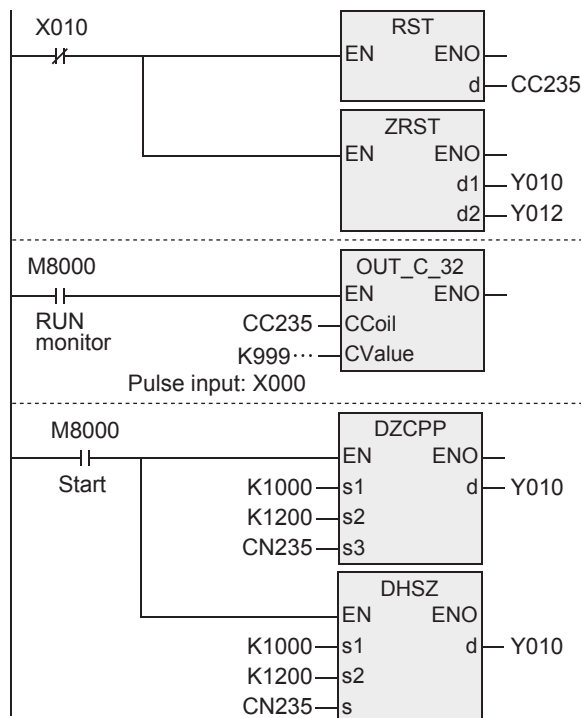 X010
RST
EN ENO
d CC235
ZRST
EN ENO
d1 Y010
d2 Y012
M8000
OUT_C_32
EN ENO
RUN
monitor
CC235 CCoil
K999··· CValue
Pulse input: X000
M8000
DZCPP
EN ENO
Start
K1000 s1 d Y010
K1200 s2
CN235 s3
DHSZ
EN ENO
K1000 s1 d Y010
K1200 s2
CN235 s